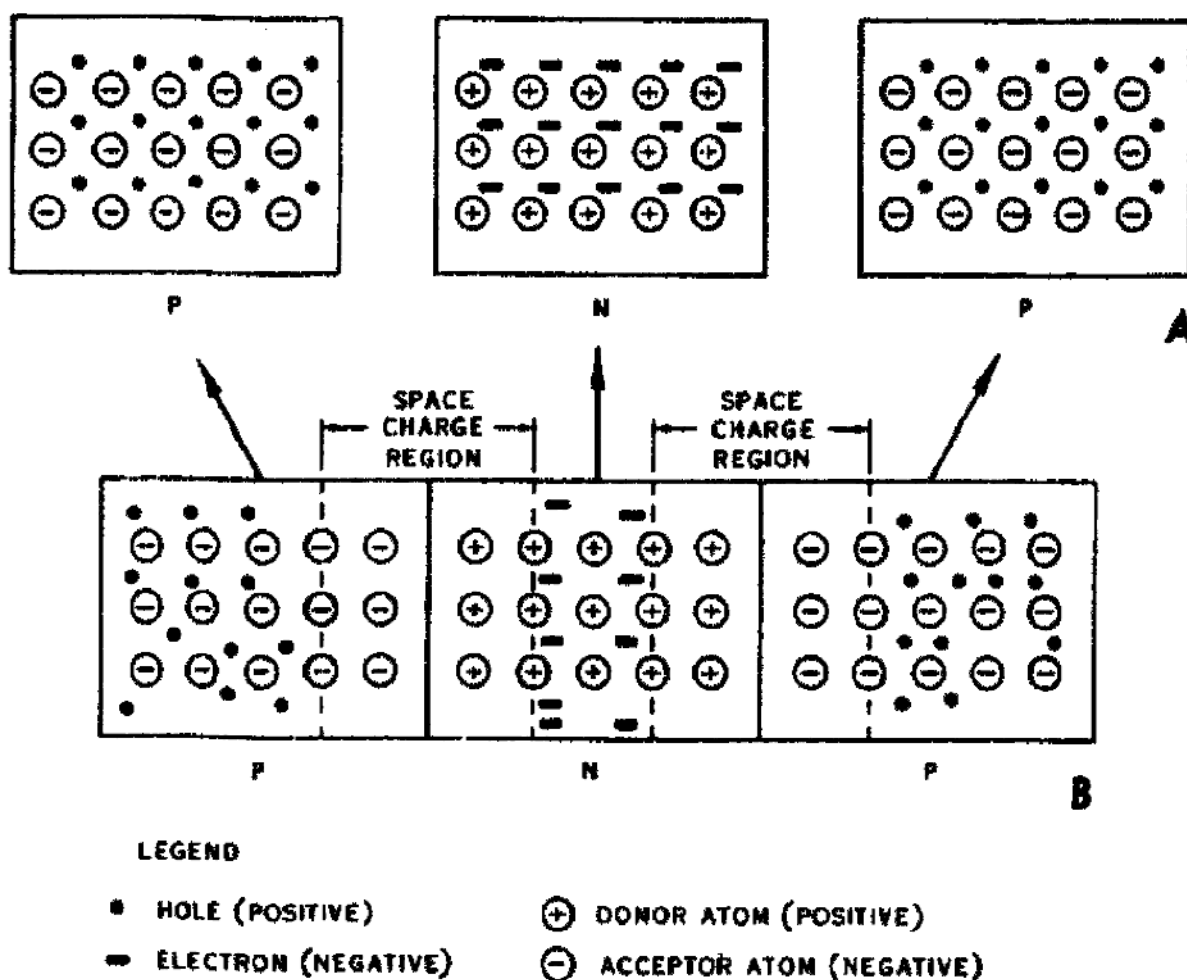 P
N
P
A
SPACE
CHARGE
REGION
SPACE
CHARGE
REGION
P
N
P
B
LEGEND
HOLE (POSITIVE)
DONOR ATOM (POSITIVE)
ELECTRON (NEGATIVE)
ACCEPTOR ATOM (NEGATIVE)